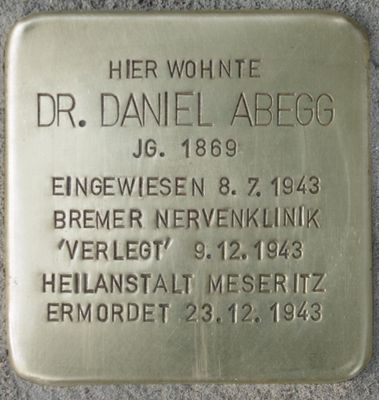 HIER WOHNTE
DR. DANIEL ABEGG
JG. 1869
EINGEWIESEN 8. 7. 1943
BREMER NERVENKLINIK
'VERLEGT' 9. 12. 1943
HEILANSTALT MESERITZ
ERMORDET 23. 12. 1943